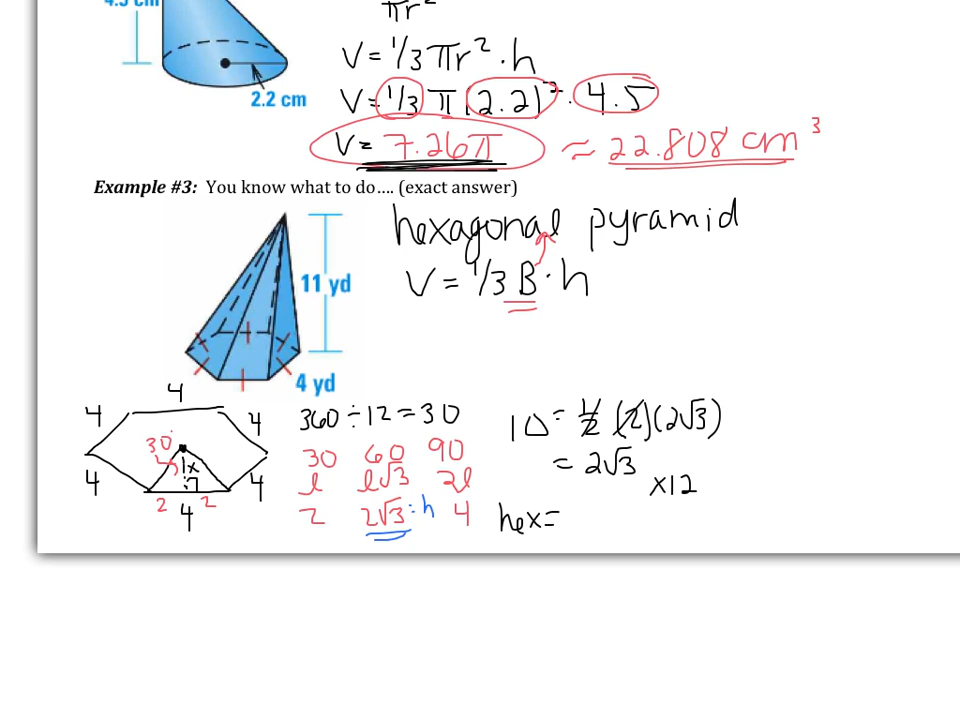 4.5 cm
πr²
V = 1/3 πr² · h
V = 1/3 π (2.2)² · 4.5
2.2 cm
V = 7.26π ≈ 22.808 cm³
Example #3: You know what to do…. (exact answer)
hexagonal pyramid
11 yd
V = 1/3 B · h
4 yd
4
4
4
30°
x
4
4
2
2
4
360 ÷ 12 = 30
30 60 90
l l√3 2l
2 2√3 = h 4
1Δ = 1/2 (2)(2√3)
= 2√3
x12
hex=